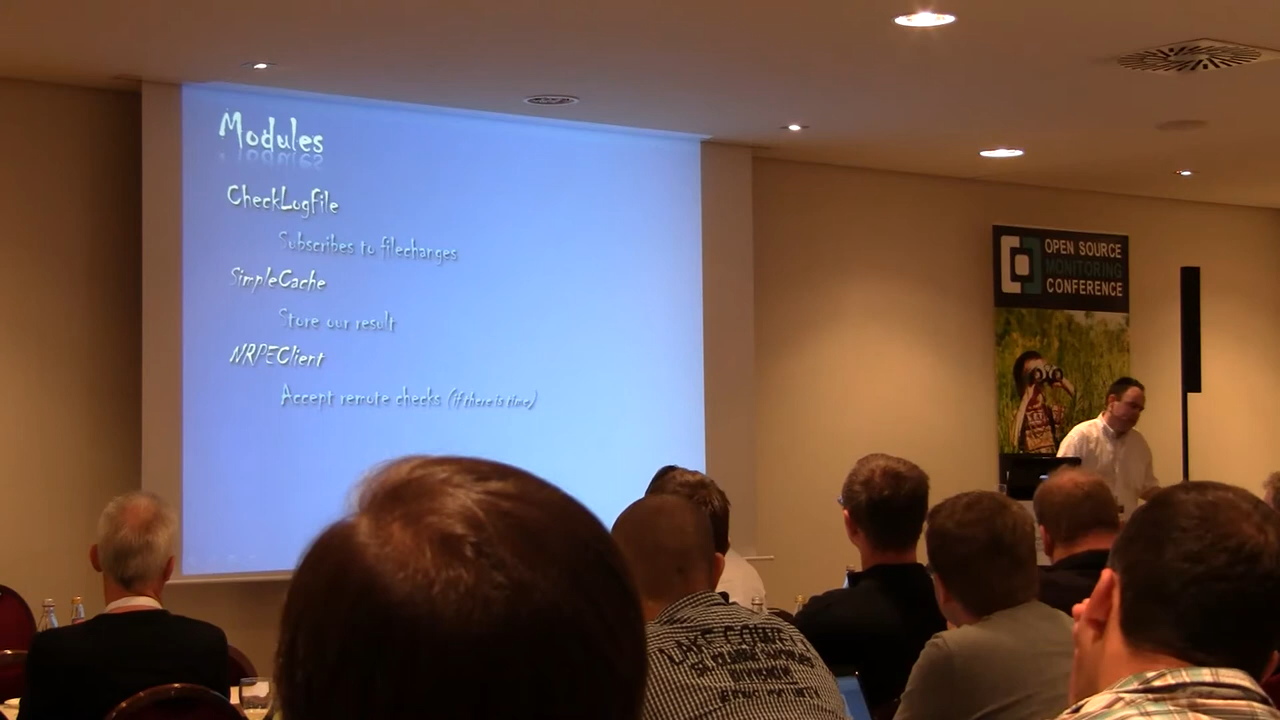 Modules
CheckLogFile
Subscribes to filechanges
SimpleCache
Store our result
NRPEClient
Accept remote checks (if there is time)
OPEN SOURCE
MONITORING
CONFERENCE